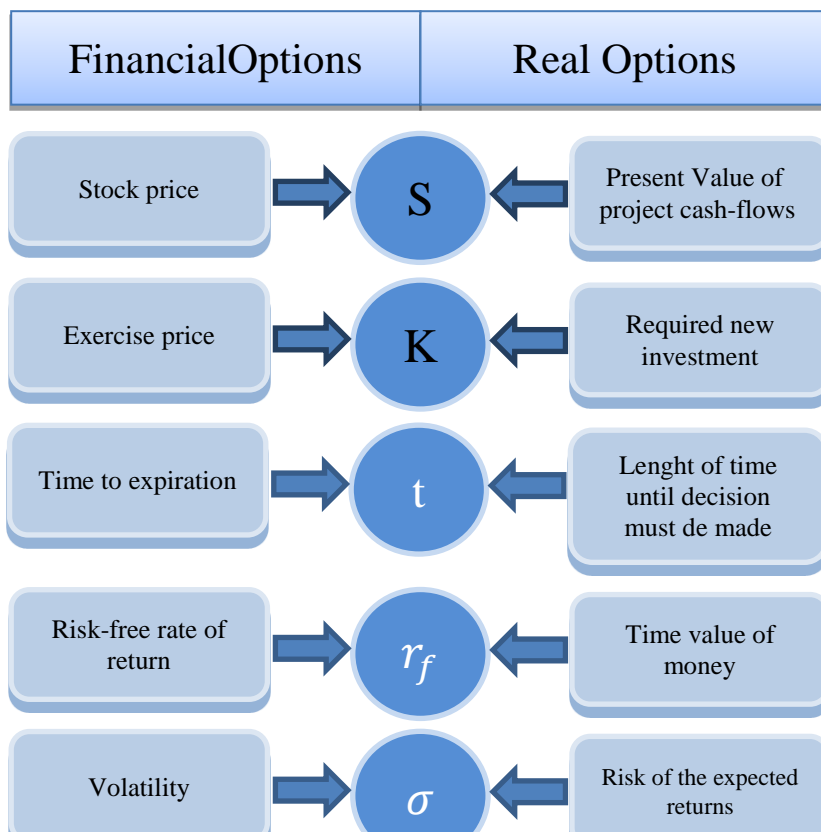 FinancialOptions
Real Options
Stock price
S
Present Value of
project cash-flows
Exercise price
K
Required new
investment
Time to expiration
t
Lenght of time
until decision
must de made
Risk-free rate of
return
r_f
Time value of
money
Volatility
σ
Risk of the expected
returns